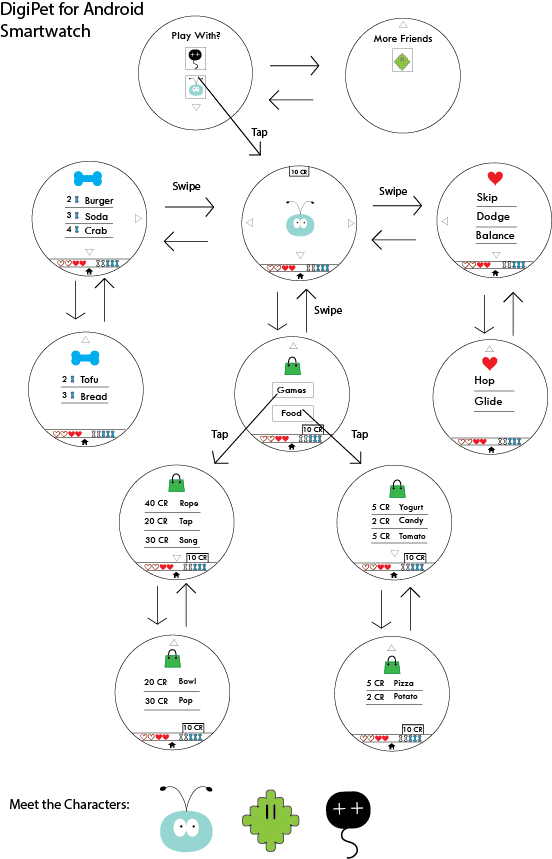 DigiPet for Android
Smartwatch
Play With?
More Friends
Tap
10 CR
Swipe
Swipe
2 Burger
3 Soda
4 Crab
Skip
Dodge
Balance
Swipe
2 Tofu
3 Bread
Games
Food
10 CR
Hop
Glide
Tap
Tap
40 CR Rope
20 CR Tap
30 CR Song
10 CR
5 CR Yogurt
2 CR Candy
5 CR Tomato
10 CR
20 CR Bowl
30 CR Pop
10 CR
5 CR Pizza
2 CR Potato
10 CR
Meet the Characters: